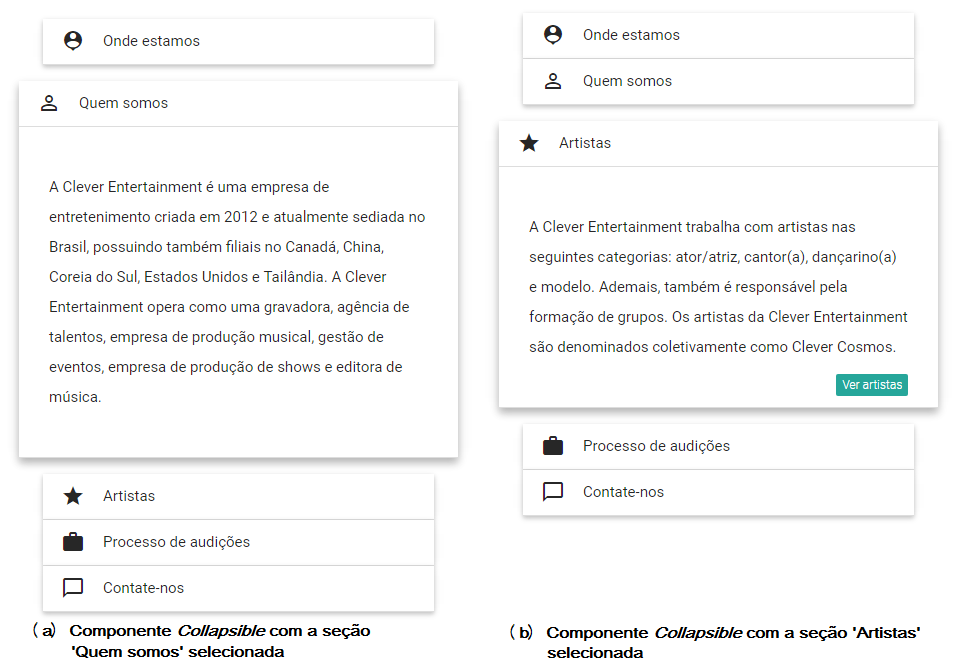 Onde estamos
Quem somos
A Clever Entertainment é uma empresa de
entretenimento criada em 2012 e atualmente sediada no
Brasil, possuindo também filiais no Canadá, China,
Coreia do Sul, Estados Unidos e Tailândia. A Clever
Entertainment opera como uma gravadora, agência de
talentos, empresa de produção musical, gestão de
eventos, empresa de produção de shows e editora de
música.
Artistas
Processo de audições
Contate-nos
(a) Componente Collapsible com a seção
'Quem somos' selecionada
Onde estamos
Quem somos
Artistas
A Clever Entertainment trabalha com artistas nas
seguintes categorias: ator/atriz, cantor(a), dançarino(a)
e modelo. Ademais, também é responsável pela
formação de grupos. Os artistas da Clever Entertainment
são denominados coletivamente como Clever Cosmos.
Ver artistas
Processo de audições
Contate-nos
(b) Componente Collapsible com a seção 'Artistas'
selecionada